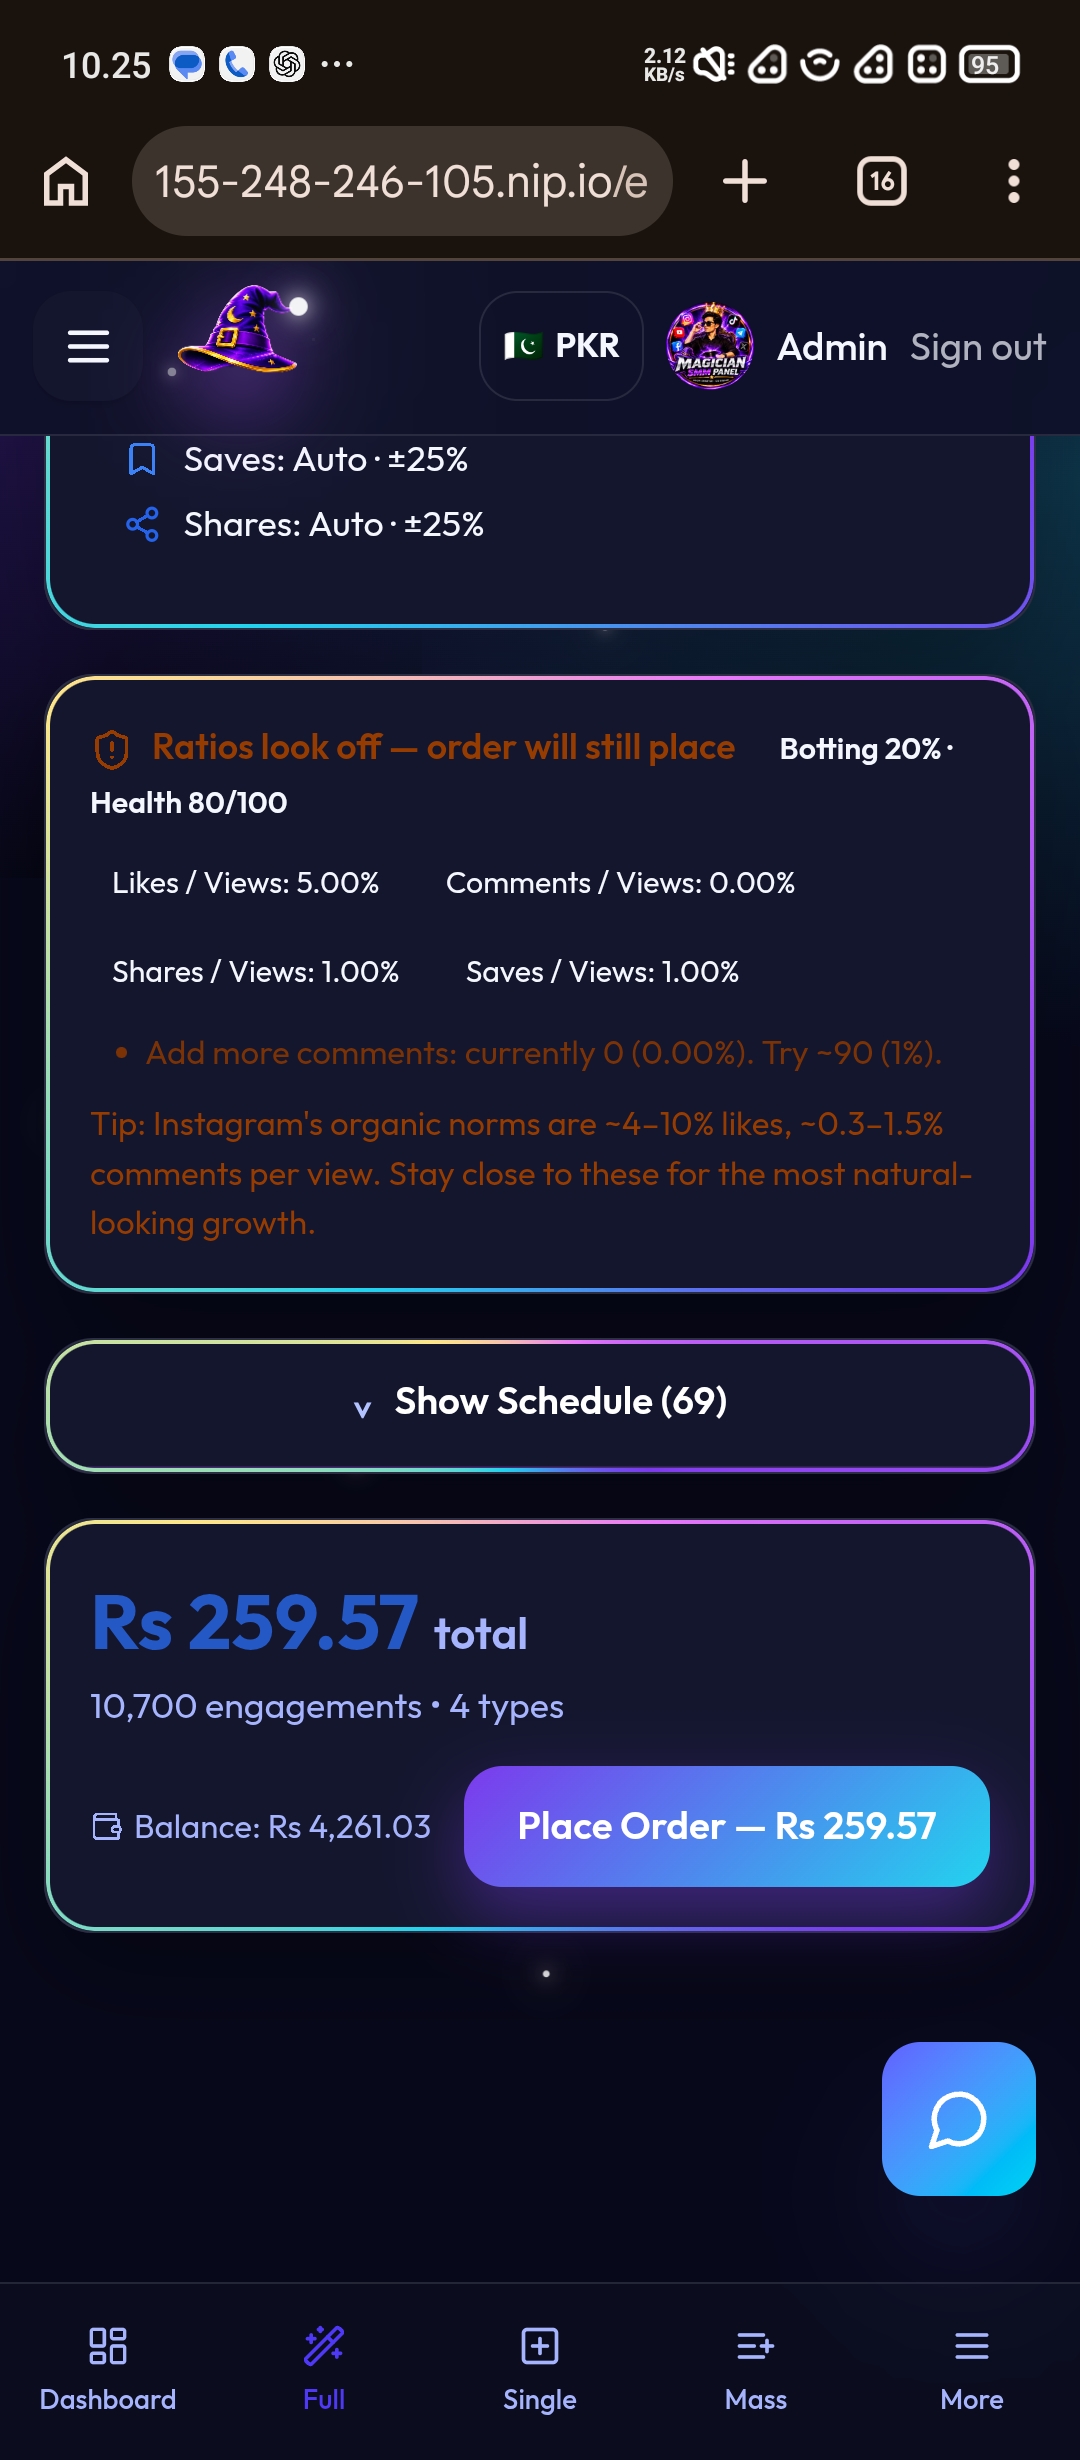 10.25
2.12
KB/s
95
155-248-246-105.nip.io/e
16
PKR
MAGICIAN
SMM PANEL
Admin
Sign out
Saves: Auto · ±25%
Shares: Auto · ±25%
Ratios look off — order will still place
Botting 20% ·
Health 80/100
Likes / Views: 5.00%
Comments / Views: 0.00%
Shares / Views: 1.00%
Saves / Views: 1.00%
• Add more comments: currently 0 (0.00%). Try ~90 (1%).
Tip: Instagram's organic norms are ~4–10% likes, ~0.3–1.5%
comments per view. Stay close to these for the most natural-
looking growth.
Show Schedule (69)
Rs 259.57 total
10,700 engagements • 4 types
Balance: Rs 4,261.03
Place Order — Rs 259.57
Dashboard
Full
Single
Mass
More